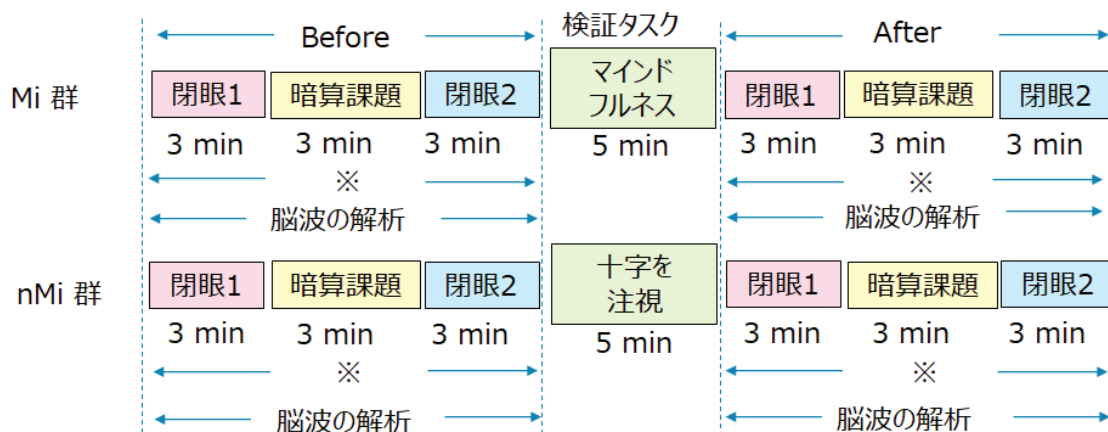 検証タスク
Before
After
Mi 群
閉眼1
暗算課題
閉眼2
マインド
フルネス
閉眼1
暗算課題
閉眼2
3 min
3 min
3 min
5 min
3 min
3 min
3 min
※
※
脳波の解析
脳波の解析
nMi 群
閉眼1
暗算課題
閉眼2
十字を
注視
閉眼1
暗算課題
閉眼2
3 min
3 min
3 min
5 min
3 min
3 min
3 min
※
※
脳波の解析
脳波の解析